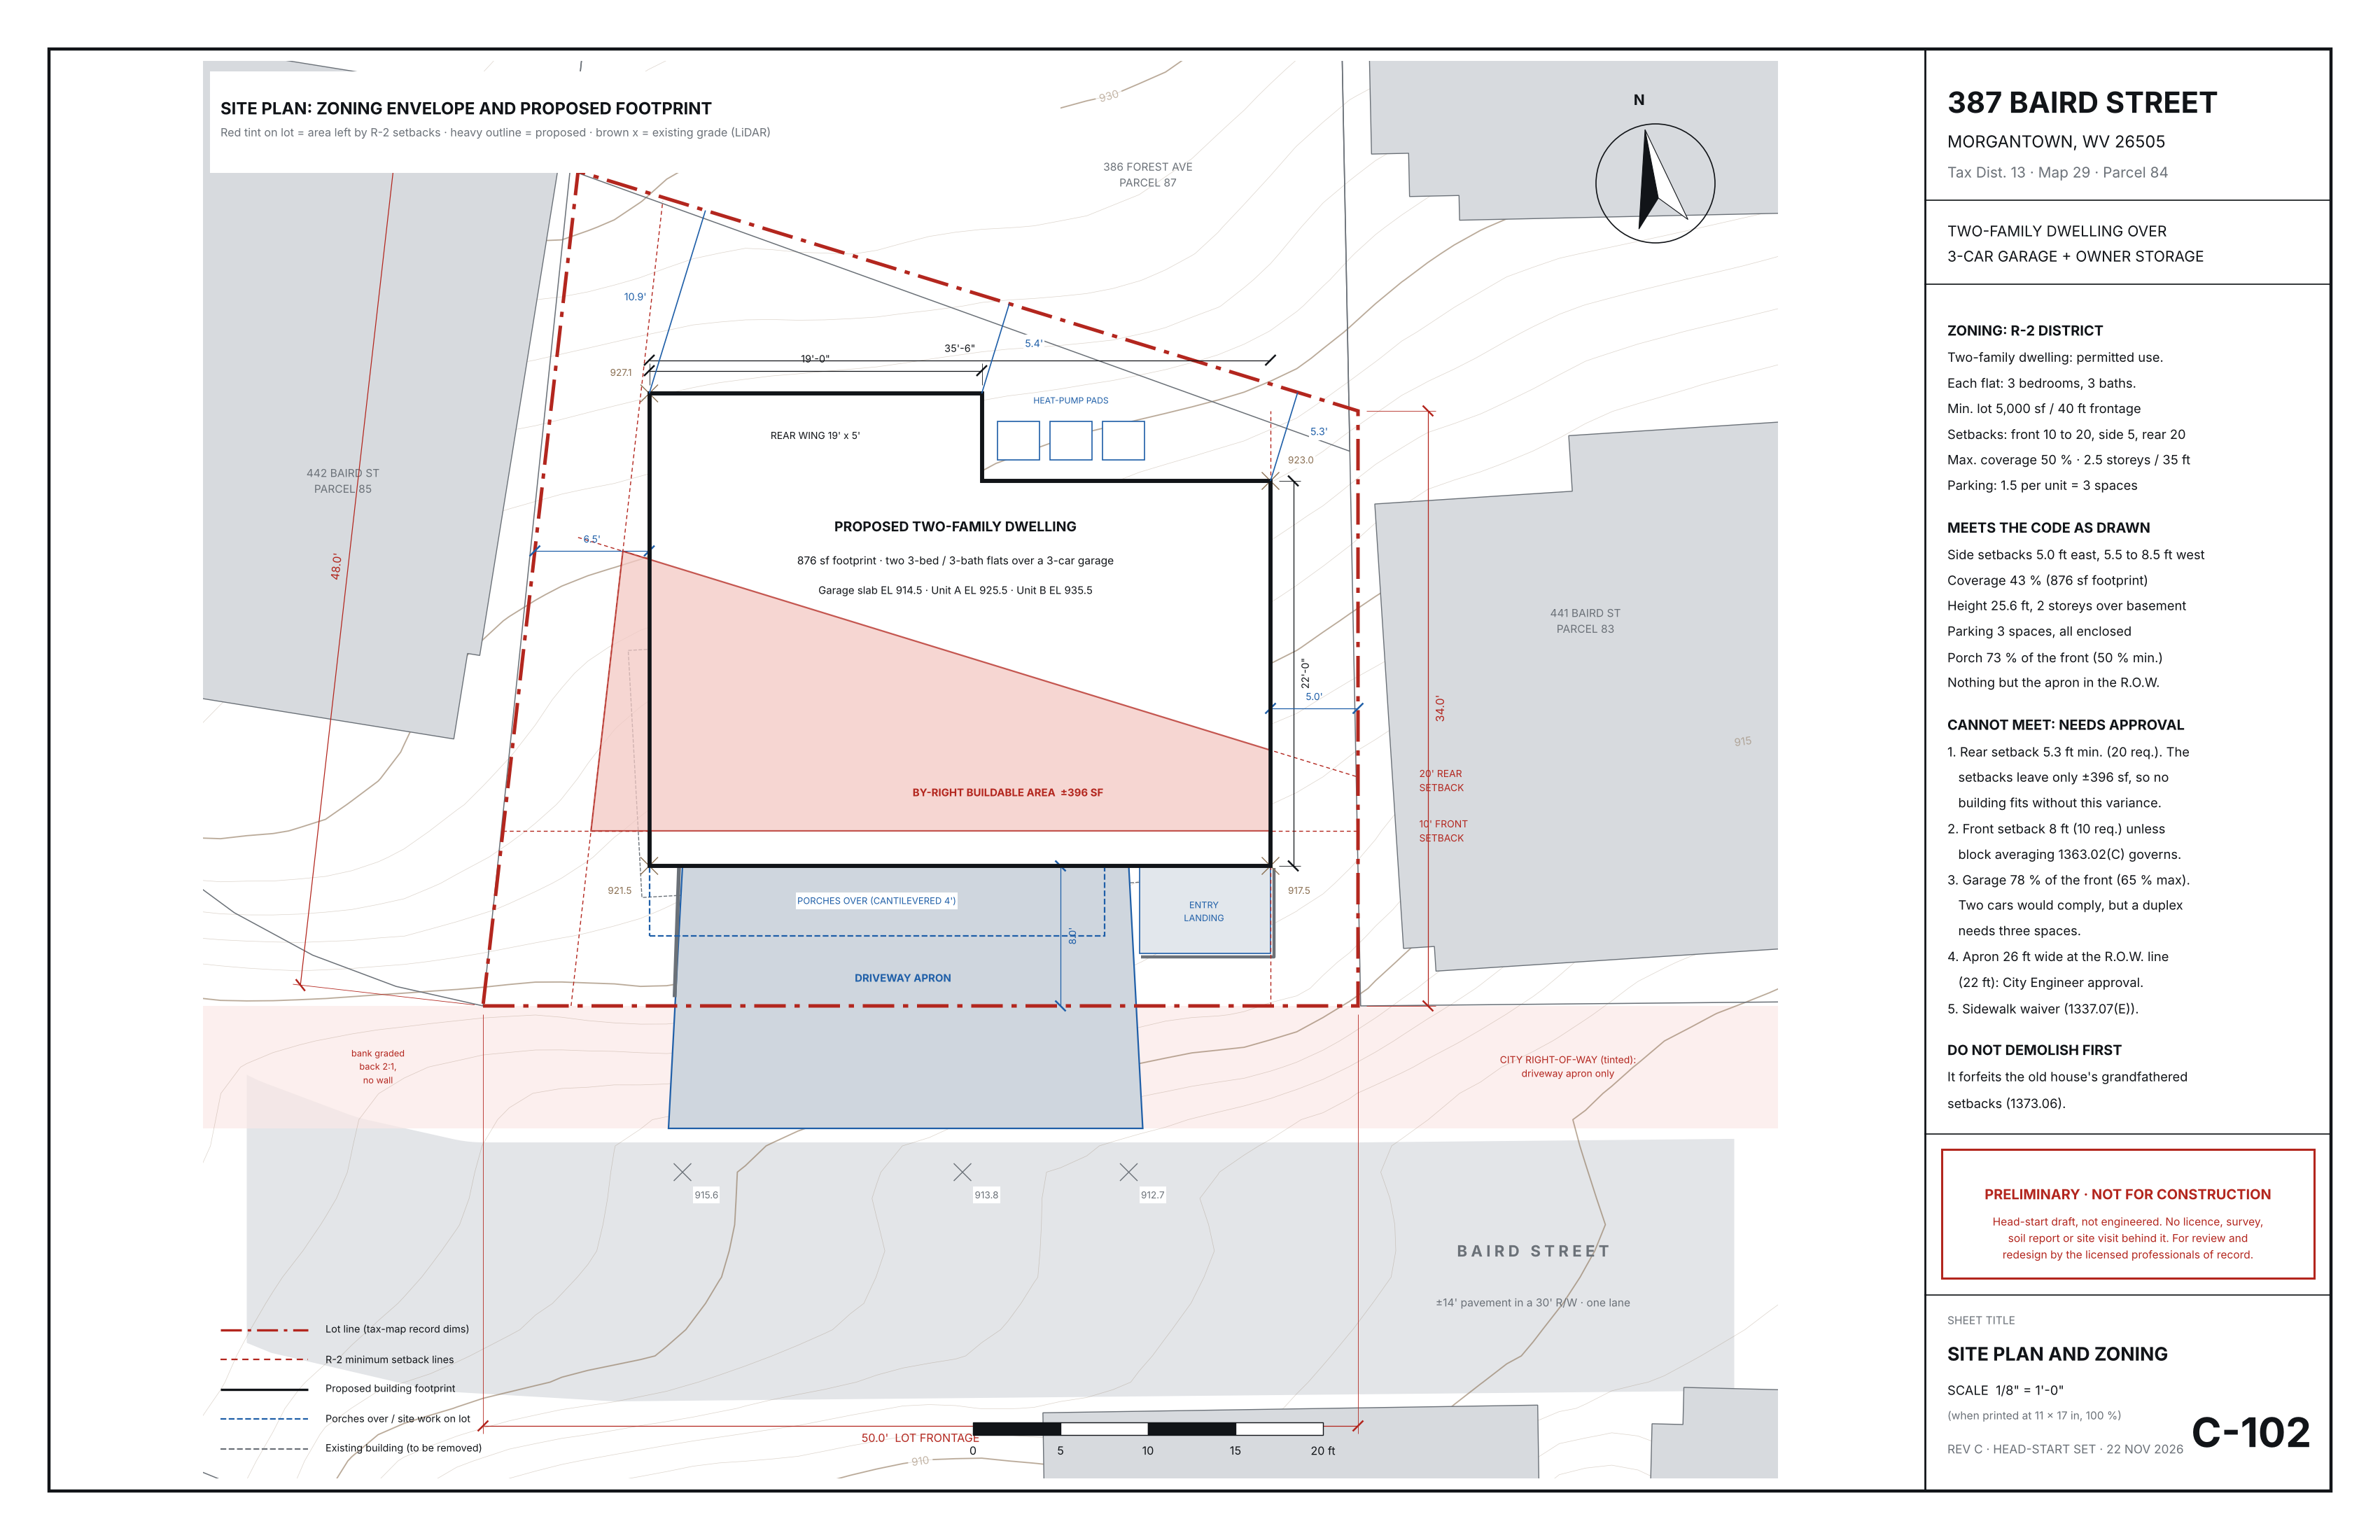 SITE PLAN: ZONING ENVELOPE AND PROPOSED FOOTPRINT
Red tint on lot = area left by R-2 setbacks · heavy outline = proposed · brown x = existing grade (LiDAR)
930
386 FOREST AVE
PARCEL 87
N
10.9'
35'-6"
19'-0"
5.4'
927.1
HEAT-PUMP PADS
5.3'
REAR WING 19' x 5'
923.0
442 BAIRD ST
PARCEL 85
48.0'
6.5'
PROPOSED TWO-FAMILY DWELLING
876 sf footprint · two 3-bed / 3-bath flats over a 3-car garage
Garage slab EL 914.5 · Unit A EL 925.5 · Unit B EL 935.5
441 BAIRD ST
PARCEL 83
22'-0"
5.0'
34.0'
915
20' REAR
SETBACK
BY-RIGHT BUILDABLE AREA ±396 SF
10' FRONT
SETBACK
921.5
PORCHES OVER (CANTILEVERED 4')
917.5
ENTRY
LANDING
8.0'
DRIVEWAY APRON
bank graded
back 2:1,
no wall
CITY RIGHT-OF-WAY (tinted):
driveway apron only
915.6
913.8
912.7
BAIRD STREET
±14' pavement in a 30' R/W · one lane
Lot line (tax-map record dims)
R-2 minimum setback lines
Proposed building footprint
Porches over / site work on lot
Existing building (to be removed)
50.0' LOT FRONTAGE
0 5 10 15 20 ft
910
387 BAIRD STREET
MORGANTOWN, WV 26505
Tax Dist. 13 · Map 29 · Parcel 84
TWO-FAMILY DWELLING OVER
3-CAR GARAGE + OWNER STORAGE
ZONING: R-2 DISTRICT
Two-family dwelling: permitted use.
Each flat: 3 bedrooms, 3 baths.
Min. lot 5,000 sf / 40 ft frontage
Setbacks: front 10 to 20, side 5, rear 20
Max. coverage 50 % · 2.5 storeys / 35 ft
Parking: 1.5 per unit = 3 spaces
MEETS THE CODE AS DRAWN
Side setbacks 5.0 ft east, 5.5 to 8.5 ft west
Coverage 43 % (876 sf footprint)
Height 25.6 ft, 2 storeys over basement
Parking 3 spaces, all enclosed
Porch 73 % of the front (50 % min.)
Nothing but the apron in the R.O.W.
CANNOT MEET: NEEDS APPROVAL
1. Rear setback 5.3 ft min. (20 req.). The
setbacks leave only ±396 sf, so no
building fits without this variance.
2. Front setback 8 ft (10 req.) unless
block averaging 1363.02(C) governs.
3. Garage 78 % of the front (65 % max).
Two cars would comply, but a duplex
needs three spaces.
4. Apron 26 ft wide at the R.O.W. line
(22 ft): City Engineer approval.
5. Sidewalk waiver (1337.07(E)).
DO NOT DEMOLISH FIRST
It forfeits the old house's grandfathered
setbacks (1373.06).
PRELIMINARY · NOT FOR CONSTRUCTION
Head-start draft, not engineered. No licence, survey,
soil report or site visit behind it. For review and
redesign by the licensed professionals of record.
SHEET TITLE
SITE PLAN AND ZONING
SCALE 1/8" = 1'-0"
(when printed at 11 × 17 in, 100 %)
REV C · HEAD-START SET · 22 NOV 2026
C-102